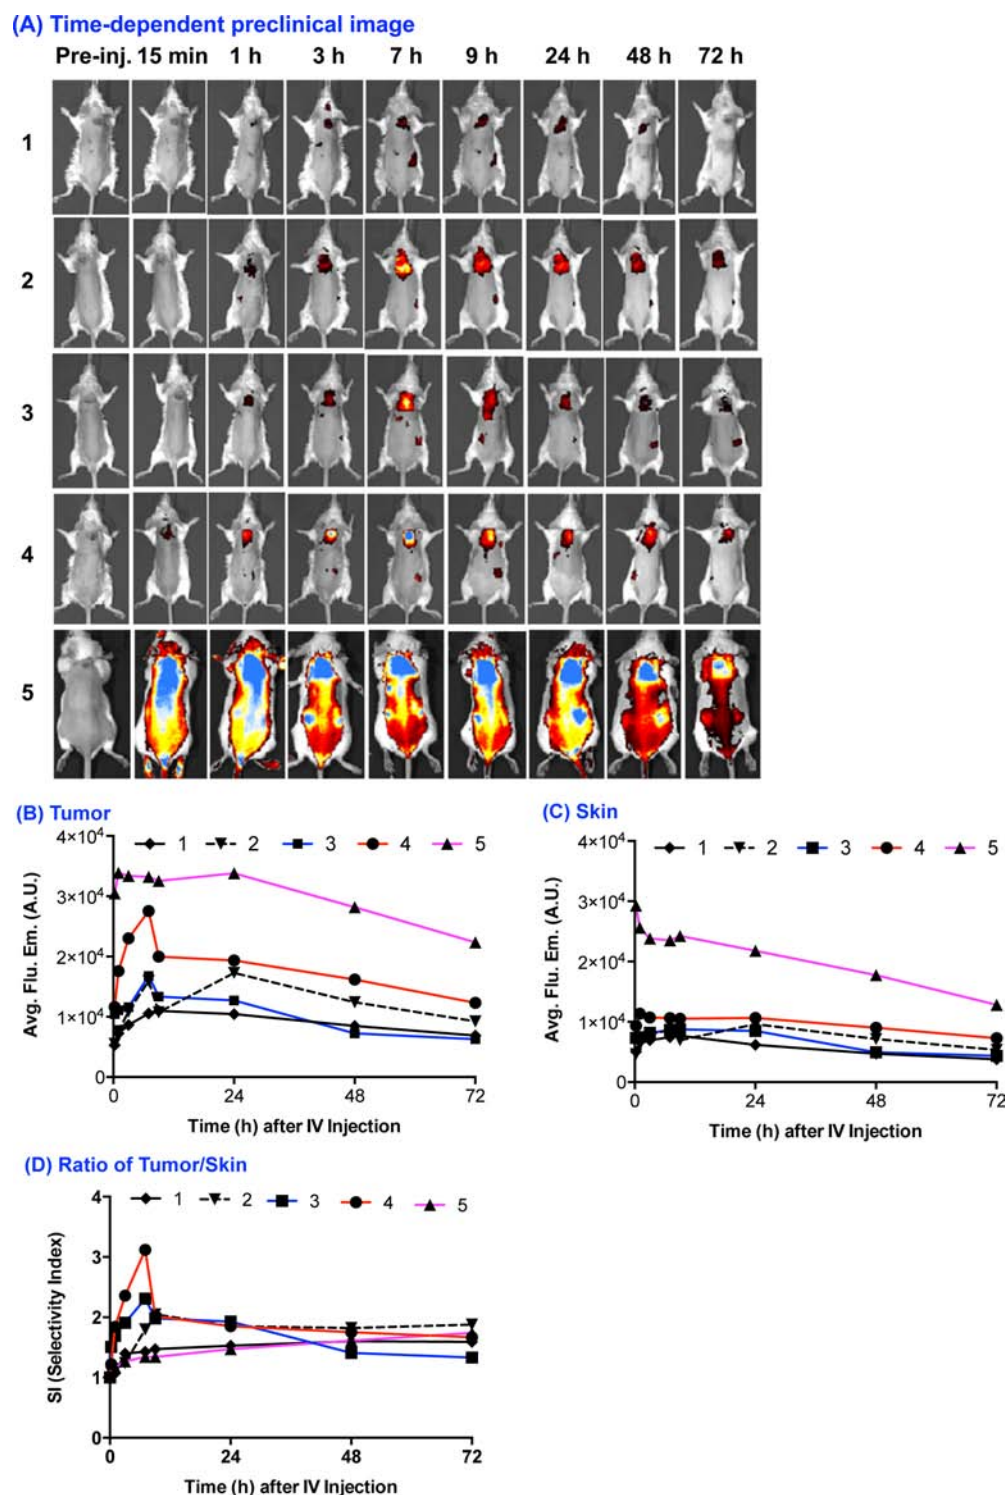 (A) Time-dependent preclinical image
Pre-inj. 15 min 1 h 3 h 7 h 9 h 24 h 48 h 72 h
1
2
3
4
5
(B) Tumor
1 2 3 4 5
4×10⁴
3×10⁴
2×10⁴
1×10⁴
0
Avg. Flu. Em. (A.U.)
0 24 48 72
Time (h) after IV Injection
(C) Skin
1 2 3 4 5
4×10⁴
3×10⁴
2×10⁴
1×10⁴
0
Avg. Flu. Em. (A.U.)
0 24 48 72
Time (h) after IV Injection
(D) Ratio of Tumor/Skin
1 2 3 4 5
4
3
2
1
0
SI (Selectivity Index)
0 24 48 72
Time (h) after IV Injection